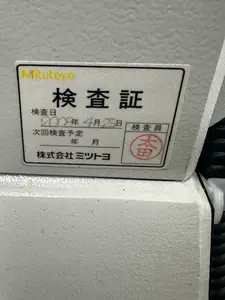 Mitutoyo
検査証
検査日
2008年4月25日
次回検査予定
年 月
検査員
太田
株式会社ミツトヨ